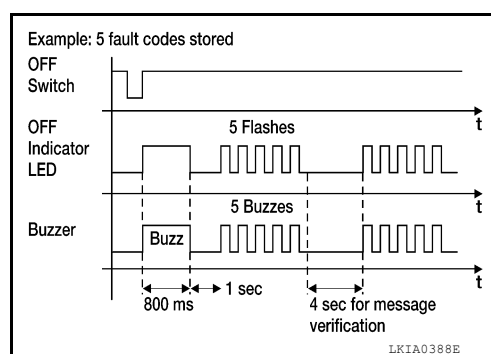 Example: 5 fault codes stored
OFF
Switch
t
OFF
Indicator
LED
5 Flashes
t
5 Buzzes
Buzzer
Buzz
t
800 ms
1 sec
4 sec for message
verification
LKIA0388E